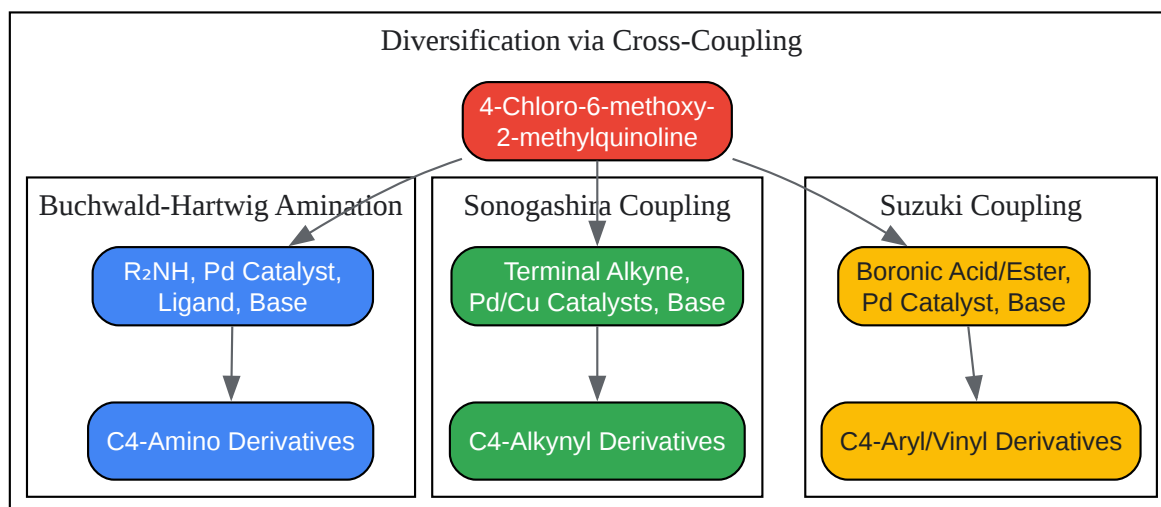 Diversification via Cross-Coupling
4-Chloro-6-methoxy-
2-methylquinoline
Buchwald-Hartwig Amination
R₂NH, Pd Catalyst,
Ligand, Base
C4-Amino Derivatives
Sonogashira Coupling
Terminal Alkyne,
Pd/Cu Catalysts, Base
C4-Alkynyl Derivatives
Suzuki Coupling
Boronic Acid/Ester,
Pd Catalyst, Base
C4-Aryl/Vinyl Derivatives